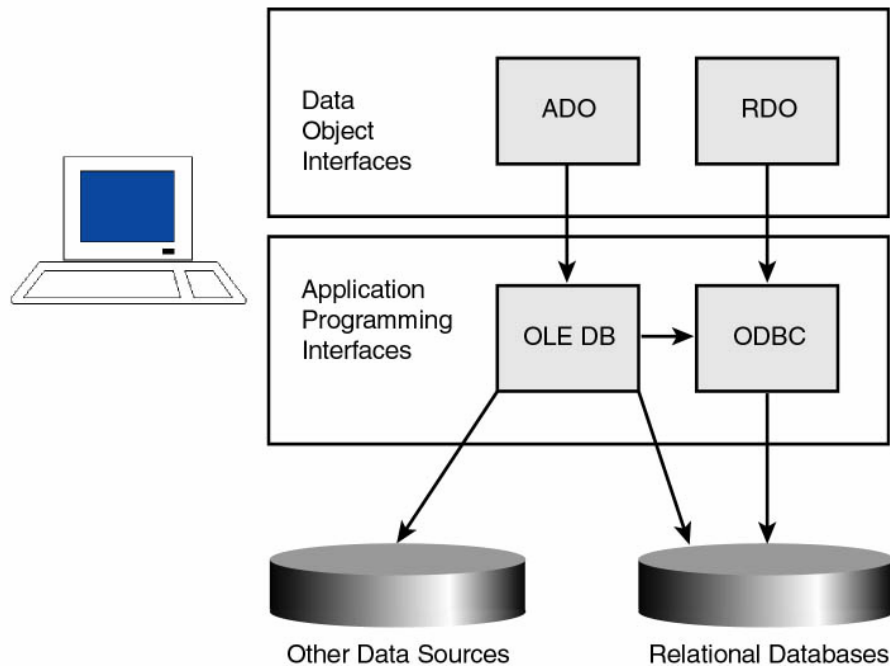 Data
Object
Interfaces
ADO
RDO
Application
Programming
Interfaces
OLE DB
ODBC
Other Data Sources
Relational Databases